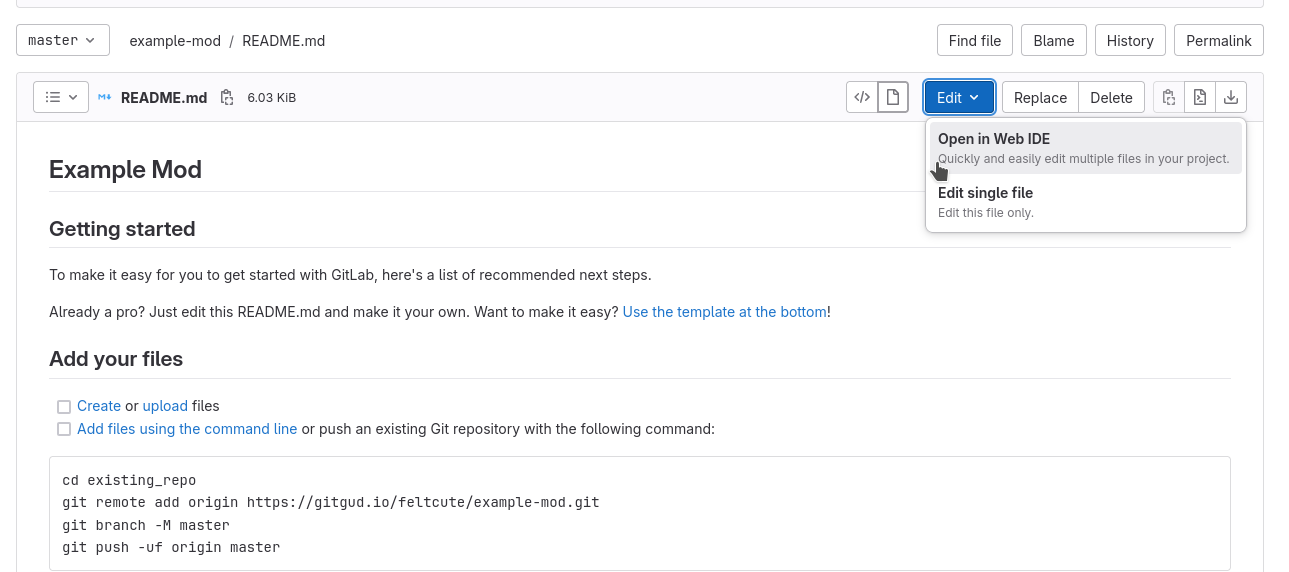 master
example-mod / README.md
Find file
Blame
History
Permalink
README.md
6.03 KiB
Edit
Replace
Delete
Open in Web IDE
Quickly and easily edit multiple files in your project.
Edit single file
Edit this file only.
Example Mod
Getting started
To make it easy for you to get started with GitLab, here's a list of recommended next steps.
Already a pro? Just edit this README.md and make it your own. Want to make it easy? Use the template at the bottom!
Add your files
Create or upload files
Add files using the command line or push an existing Git repository with the following command:
cd existing_repo
git remote add origin https://gitgud.io/feltcute/example-mod.git
git branch -M master
git push -uf origin master